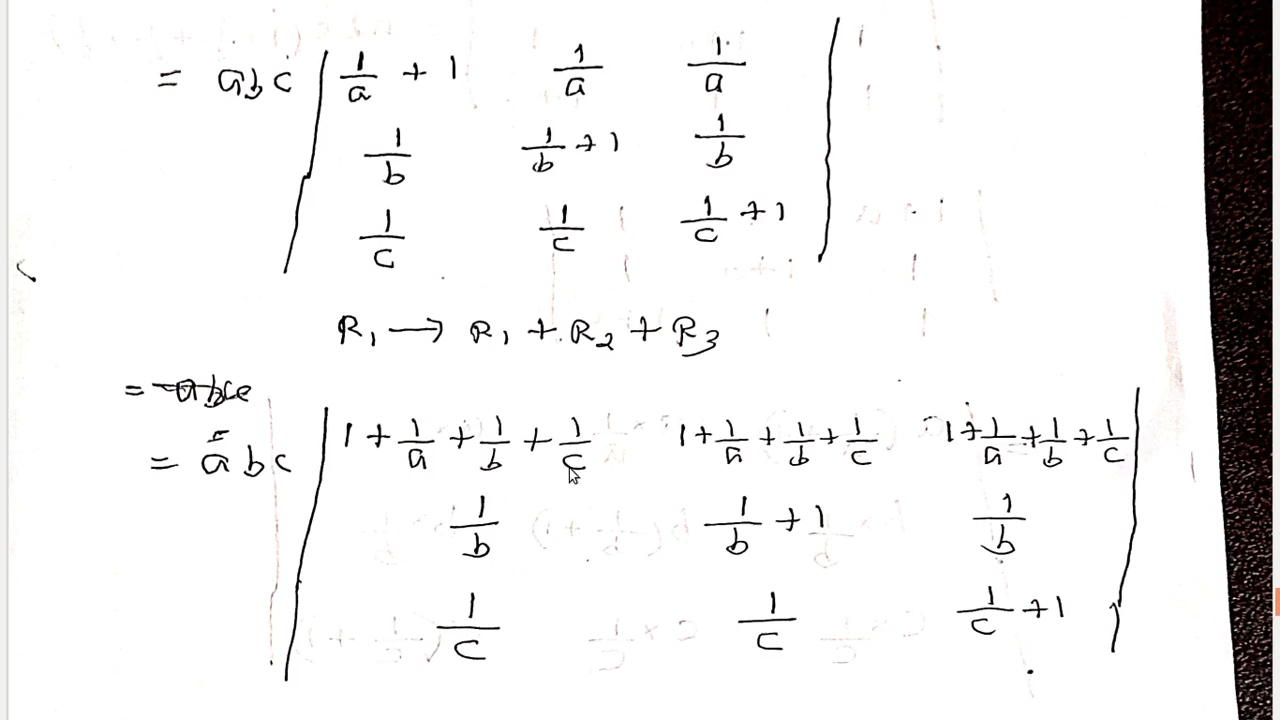 = abc | 1/a + 1 1/a 1/a |
1/b 1/b + 1 1/b
1/c 1/c 1/c + 1
R₁ → R₁ + R₂ + R₃
=
= abc | 1 + 1/a + 1/b + 1/c 1 + 1/a + 1/b + 1/c 1 + 1/a + 1/b + 1/c |
1/b 1/b + 1 1/b
1/c 1/c 1/c + 1